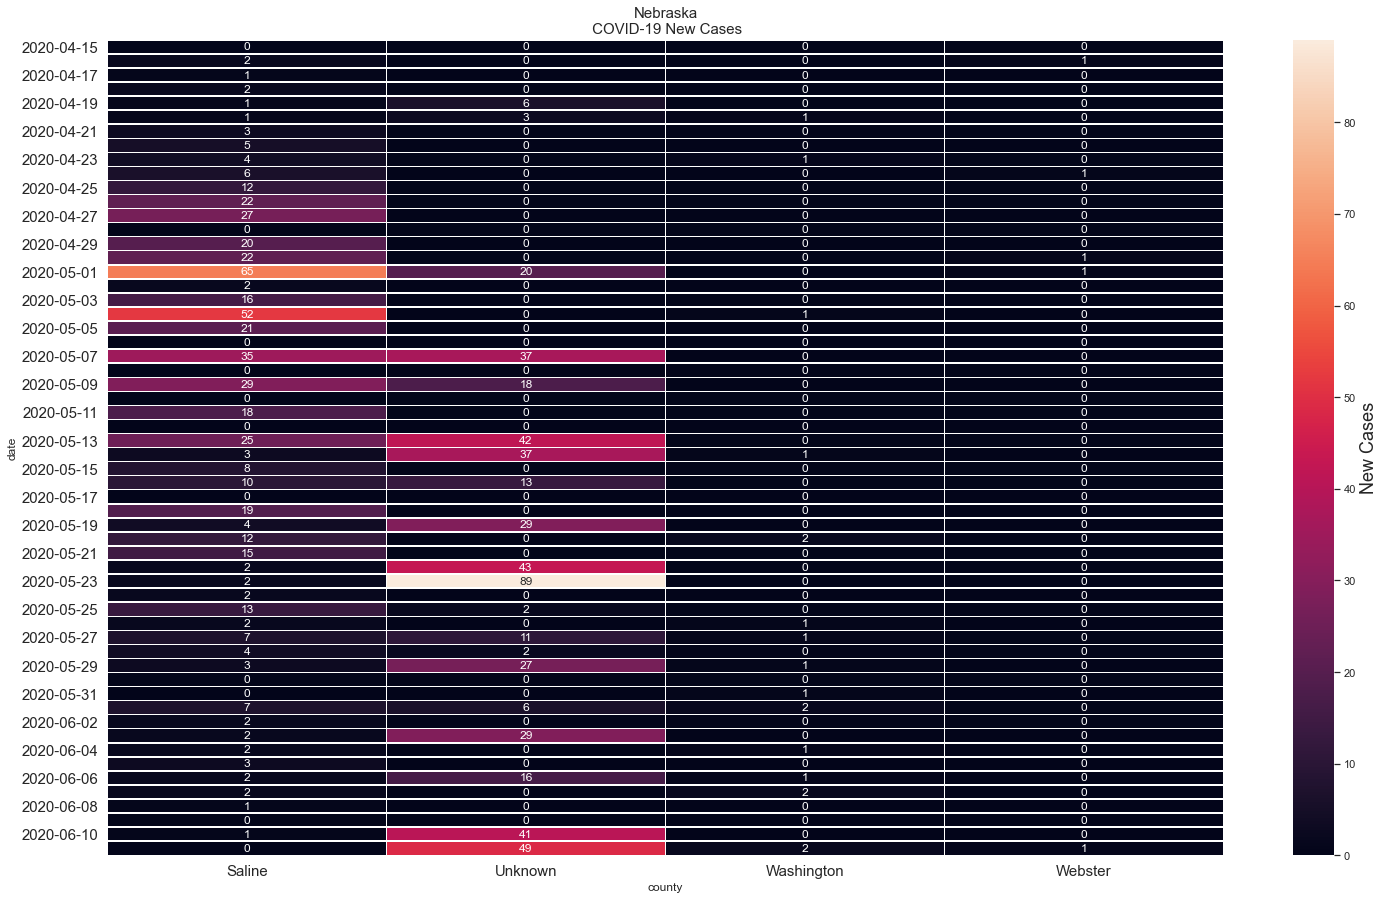 Nebraska
COVID-19 New Cases
2020-04-15 0 0 0 0
2 0 0 1
2020-04-17 1 0 0 0
2 0 0 0
2020-04-19 1 6 0 0
1 3 1 0
2020-04-21 3 0 0 0
5 0 0 0
2020-04-23 4 0 1 0
6 0 0 1
2020-04-25 12 0 0 0
22 0 0 0
2020-04-27 27 0 0 0
0 0 0 0
2020-04-29 20 0 0 0
22 0 0 1
2020-05-01 65 20 0 1
2 0 0 0
2020-05-03 16 0 0 0
52 0 1 0
2020-05-05 21 0 0 0
0 0 0 0
2020-05-07 35 37 0 0
0 0 0 0
2020-05-09 29 18 0 0
0 0 0 0
2020-05-11 18 0 0 0
0 0 0 0
2020-05-13 25 42 0 0
3 37 1 0
2020-05-15 8 0 0 0
10 13 0 0
2020-05-17 0 0 0 0
19 0 0 0
2020-05-19 4 29 0 0
12 0 2 0
2020-05-21 15 0 0 0
2 43 0 0
2020-05-23 2 89 0 0
2 0 0 0
2020-05-25 13 2 0 0
2 0 1 0
2020-05-27 7 11 1 0
4 2 0 0
2020-05-29 3 27 1 0
0 0 0 0
2020-05-31 0 0 1 0
7 6 2 0
2020-06-02 2 0 0 0
2 29 0 0
2020-06-04 2 0 1 0
3 0 0 0
2020-06-06 2 16 1 0
2 0 2 0
2020-06-08 1 0 0 0
0 0 0 0
2020-06-10 1 41 0 0
0 49 2 1
Saline Unknown Washington Webster
county
date
80
70
60
50
40
30
20
10
0
New Cases